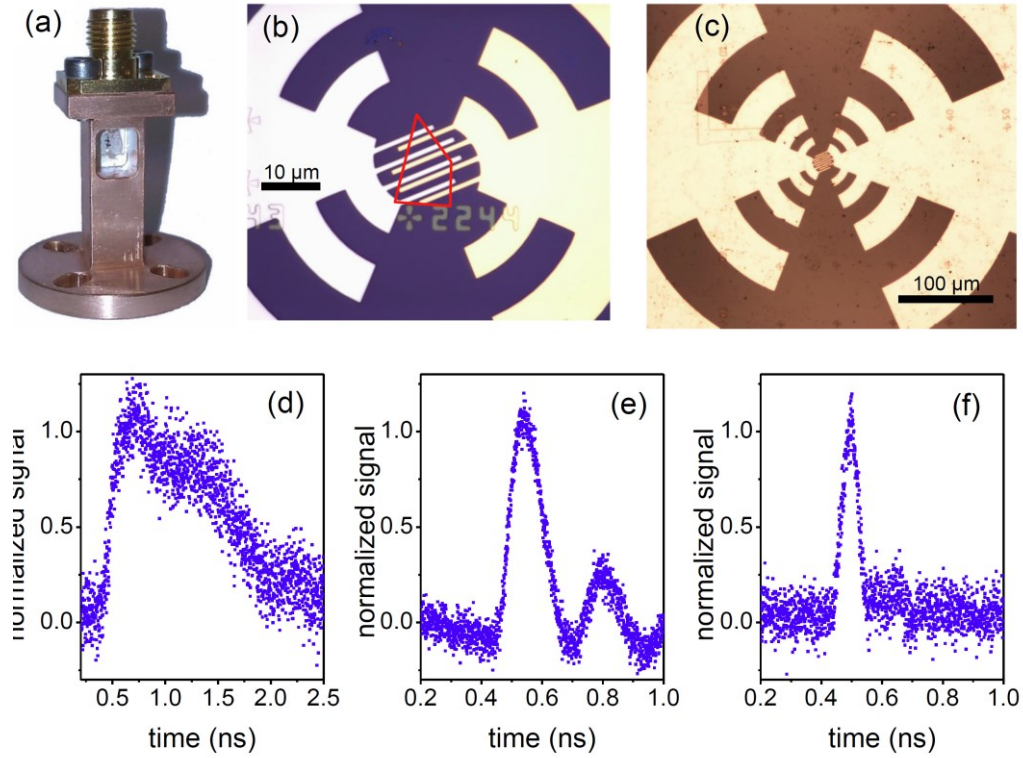 (a)
(b)
(c)
10 µm
43
2244
100 µm
(d)
(e)
(f)
normalized signal
1.0
0.5
0.0
0.5 1.0 1.5 2.0 2.5
time (ns)
normalized signal
1.0
0.5
0.0
0.2 0.4 0.6 0.8 1.0
time (ns)
normalized signal
1.0
0.5
0.0
0.2 0.4 0.6 0.8 1.0
time (ns)